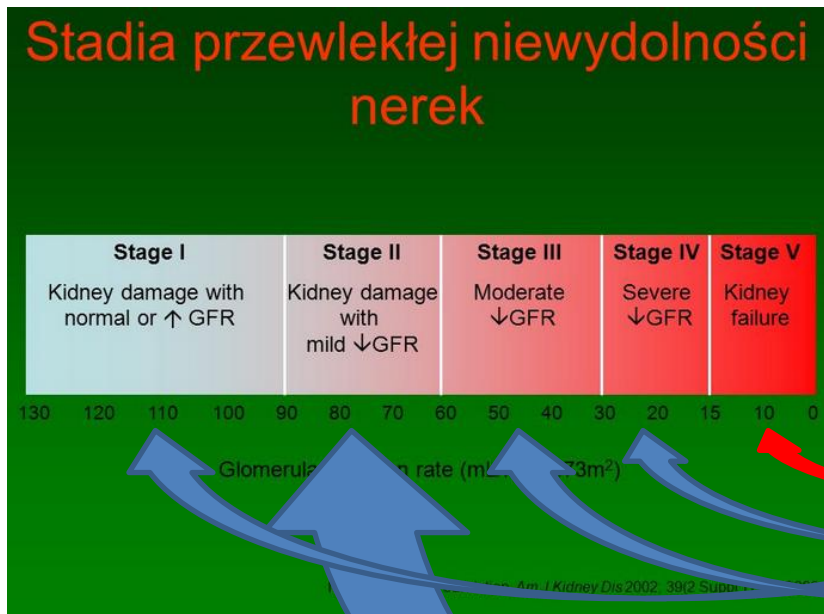 Stadia przewlekłej niewydolności
nerek
Stage I Stage II Stage III Stage IV Stage V
Kidney damage with
normal or ↑ GFR
Kidney damage
with
mild ↓GFR
Moderate
↓GFR
Severe
↓GFR
Kidney
failure
130 120 110 100 90 80 70 60 50 40 30 20 15 10 0
rate 73m²)
Am J Kidney Dis 2002; 39(2 Suppl